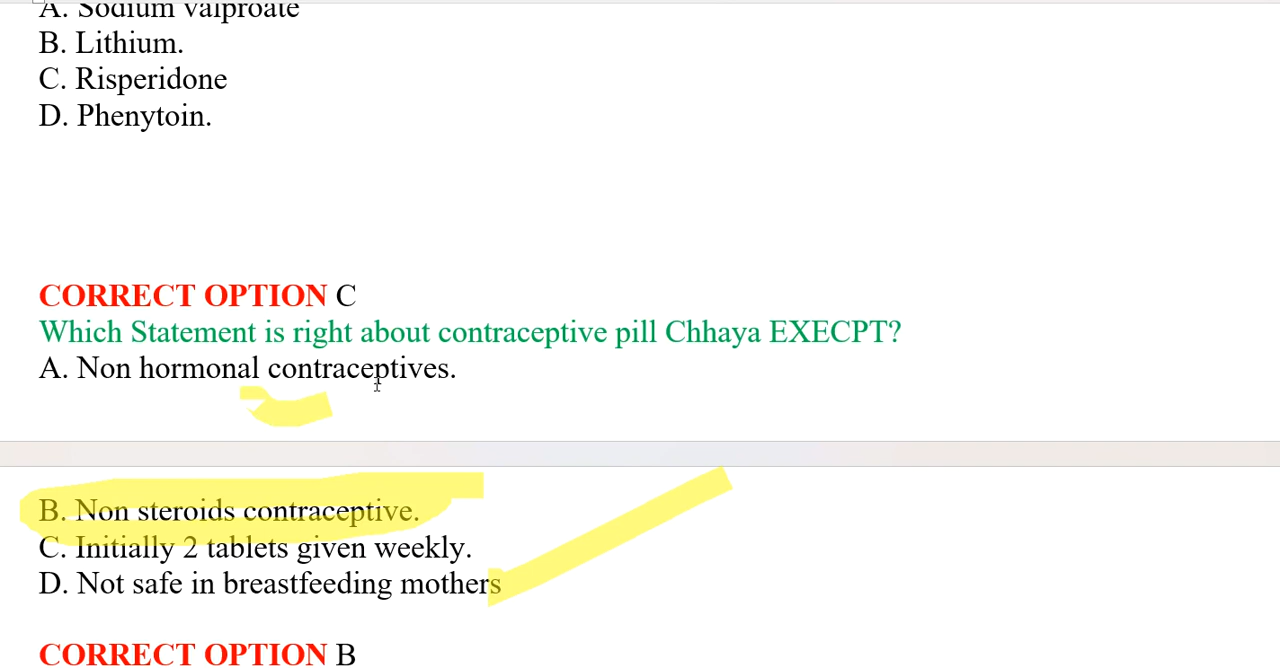 A. Sodium valproate
B. Lithium.
C. Risperidone
D. Phenytoin.
CORRECT OPTION C
Which Statement is right about contraceptive pill Chhaya EXECPT?
A. Non hormonal contraceptives.
B. Non steroids contraceptive.
C. Initially 2 tablets given weekly.
D. Not safe in breastfeeding mothers
CORRECT OPTION B